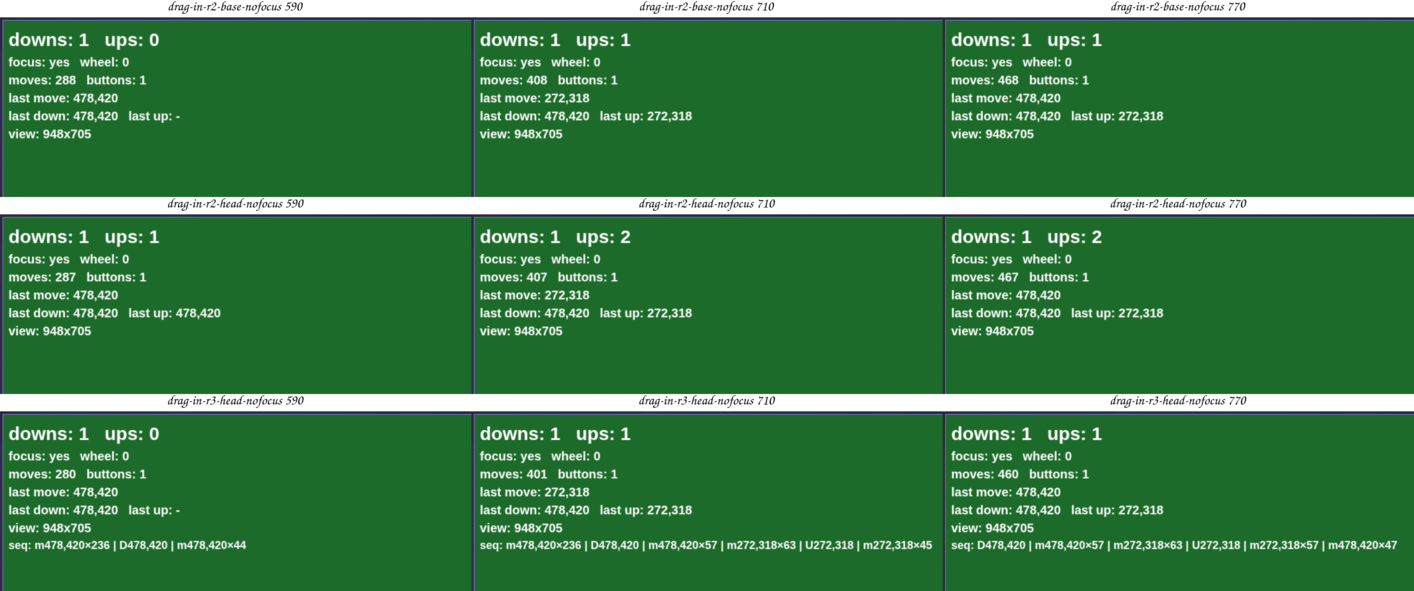 drag-in-r2-base-nofocus 590
downs: 1 ups: 0
focus: yes wheel: 0
moves: 288 buttons: 1
last move: 478,420
last down: 478,420 last up: -
view: 948x705
drag-in-r2-base-nofocus 710
downs: 1 ups: 1
focus: yes wheel: 0
moves: 408 buttons: 1
last move: 272,318
last down: 478,420 last up: 272,318
view: 948x705
drag-in-r2-base-nofocus 770
downs: 1 ups: 1
focus: yes wheel: 0
moves: 468 buttons: 1
last move: 478,420
last down: 478,420 last up: 272,318
view: 948x705
drag-in-r2-head-nofocus 590
downs: 1 ups: 1
focus: yes wheel: 0
moves: 287 buttons: 1
last move: 478,420
last down: 478,420 last up: 478,420
view: 948x705
drag-in-r2-head-nofocus 710
downs: 1 ups: 2
focus: yes wheel: 0
moves: 407 buttons: 1
last move: 272,318
last down: 478,420 last up: 272,318
view: 948x705
drag-in-r2-head-nofocus 770
downs: 1 ups: 2
focus: yes wheel: 0
moves: 467 buttons: 1
last move: 478,420
last down: 478,420 last up: 272,318
view: 948x705
drag-in-r3-head-nofocus 590
downs: 1 ups: 0
focus: yes wheel: 0
moves: 280 buttons: 1
last move: 478,420
last down: 478,420 last up: -
view: 948x705
seq: m478,420×236 | D478,420 | m478,420×44
drag-in-r3-head-nofocus 710
downs: 1 ups: 1
focus: yes wheel: 0
moves: 401 buttons: 1
last move: 272,318
last down: 478,420 last up: 272,318
view: 948x705
seq: m478,420×236 | D478,420 | m478,420×57 | m272,318×63 | U272,318 | m272,318×45
drag-in-r3-head-nofocus 770
downs: 1 ups: 1
focus: yes wheel: 0
moves: 460 buttons: 1
last move: 478,420
last down: 478,420 last up: 272,318
view: 948x705
seq: D478,420 | m478,420×57 | m272,318×63 | U272,318 | m272,318×57 | m478,420×47